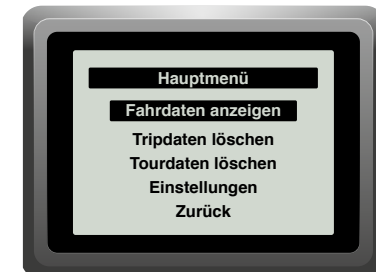 Hauptmenü
Fahrdaten anzeigen
Tripdaten löschen
Tourdaten löschen
Einstellungen
Zurück